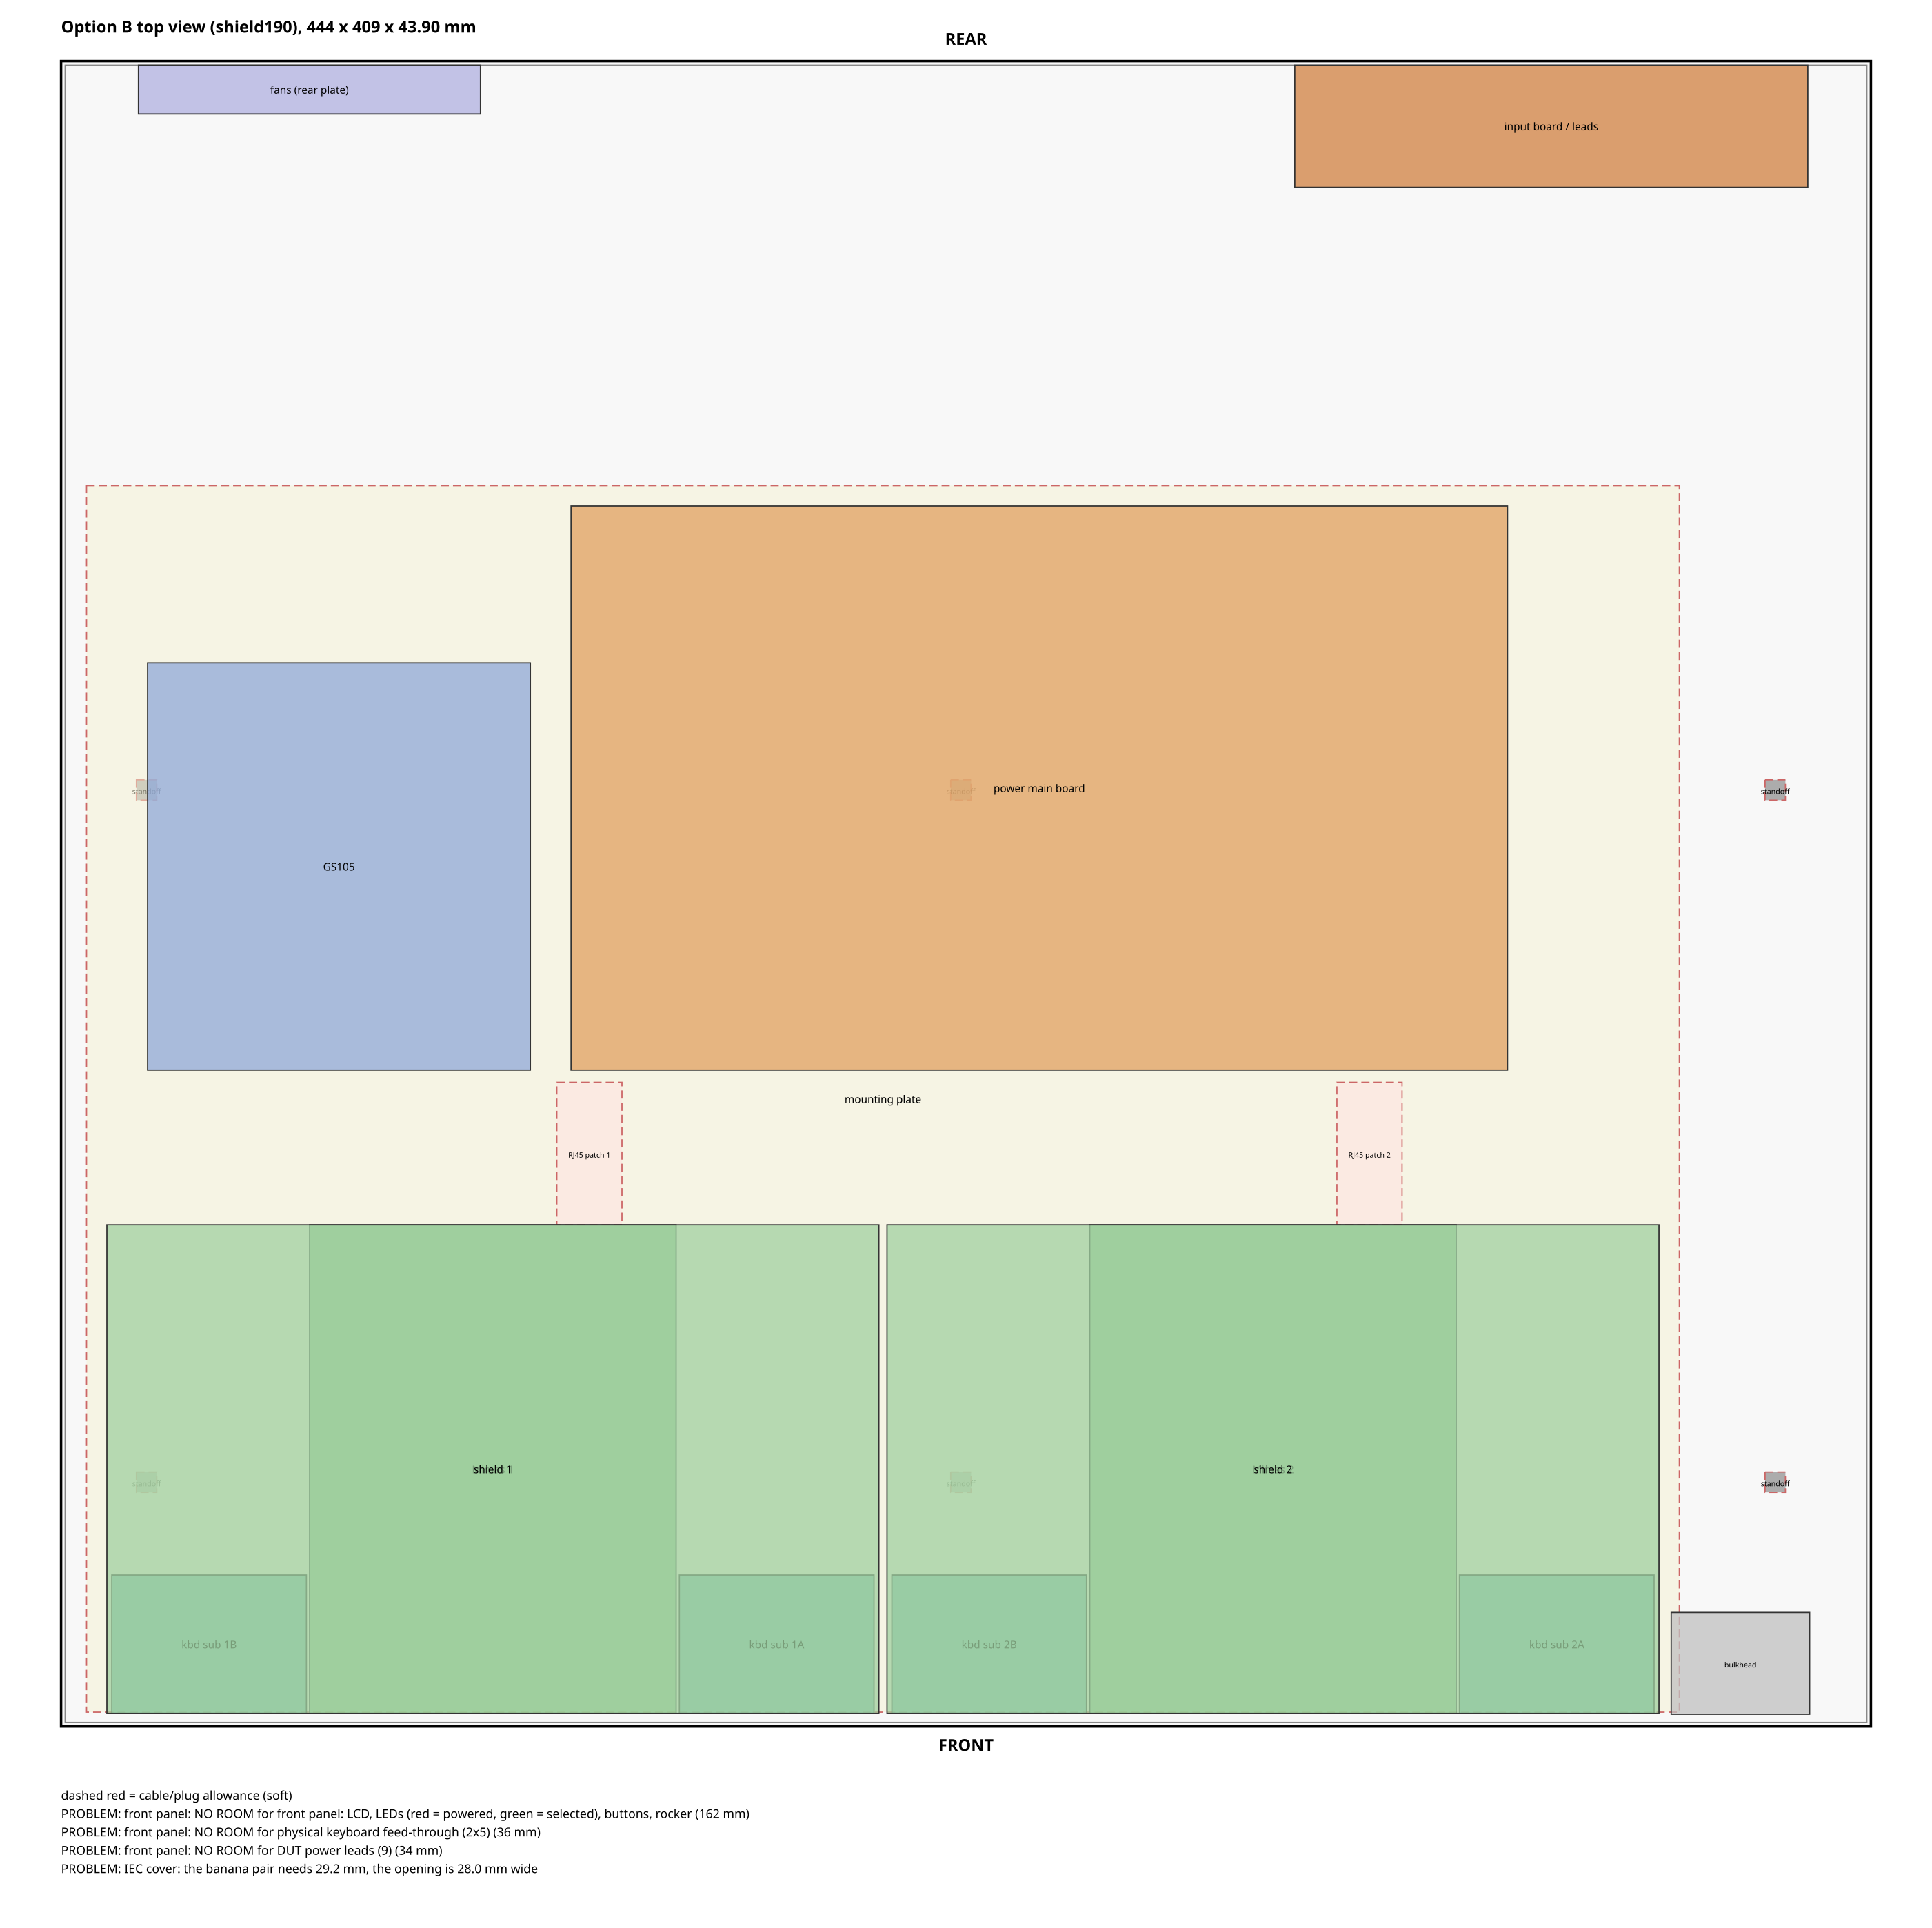 Option B top view (shield190), 444 x 409 x 43.90 mm
REAR
fans (rear plate)
input board / leads
standoff
standoff
power main board
standoff
GS105
mounting plate
RJ45 patch 1
RJ45 patch 2
shield 1
shield 2
standoff
standoff
standoff
kbd sub 1B
kbd sub 1A
kbd sub 2B
kbd sub 2A
bulkhead
FRONT
dashed red = cable/plug allowance (soft)
PROBLEM: front panel: NO ROOM for front panel: LCD, LEDs (red = powered, green = selected), buttons, rocker (162 mm)
PROBLEM: front panel: NO ROOM for physical keyboard feed-through (2x5) (36 mm)
PROBLEM: front panel: NO ROOM for DUT power leads (9) (34 mm)
PROBLEM: IEC cover: the banana pair needs 29.2 mm, the opening is 28.0 mm wide